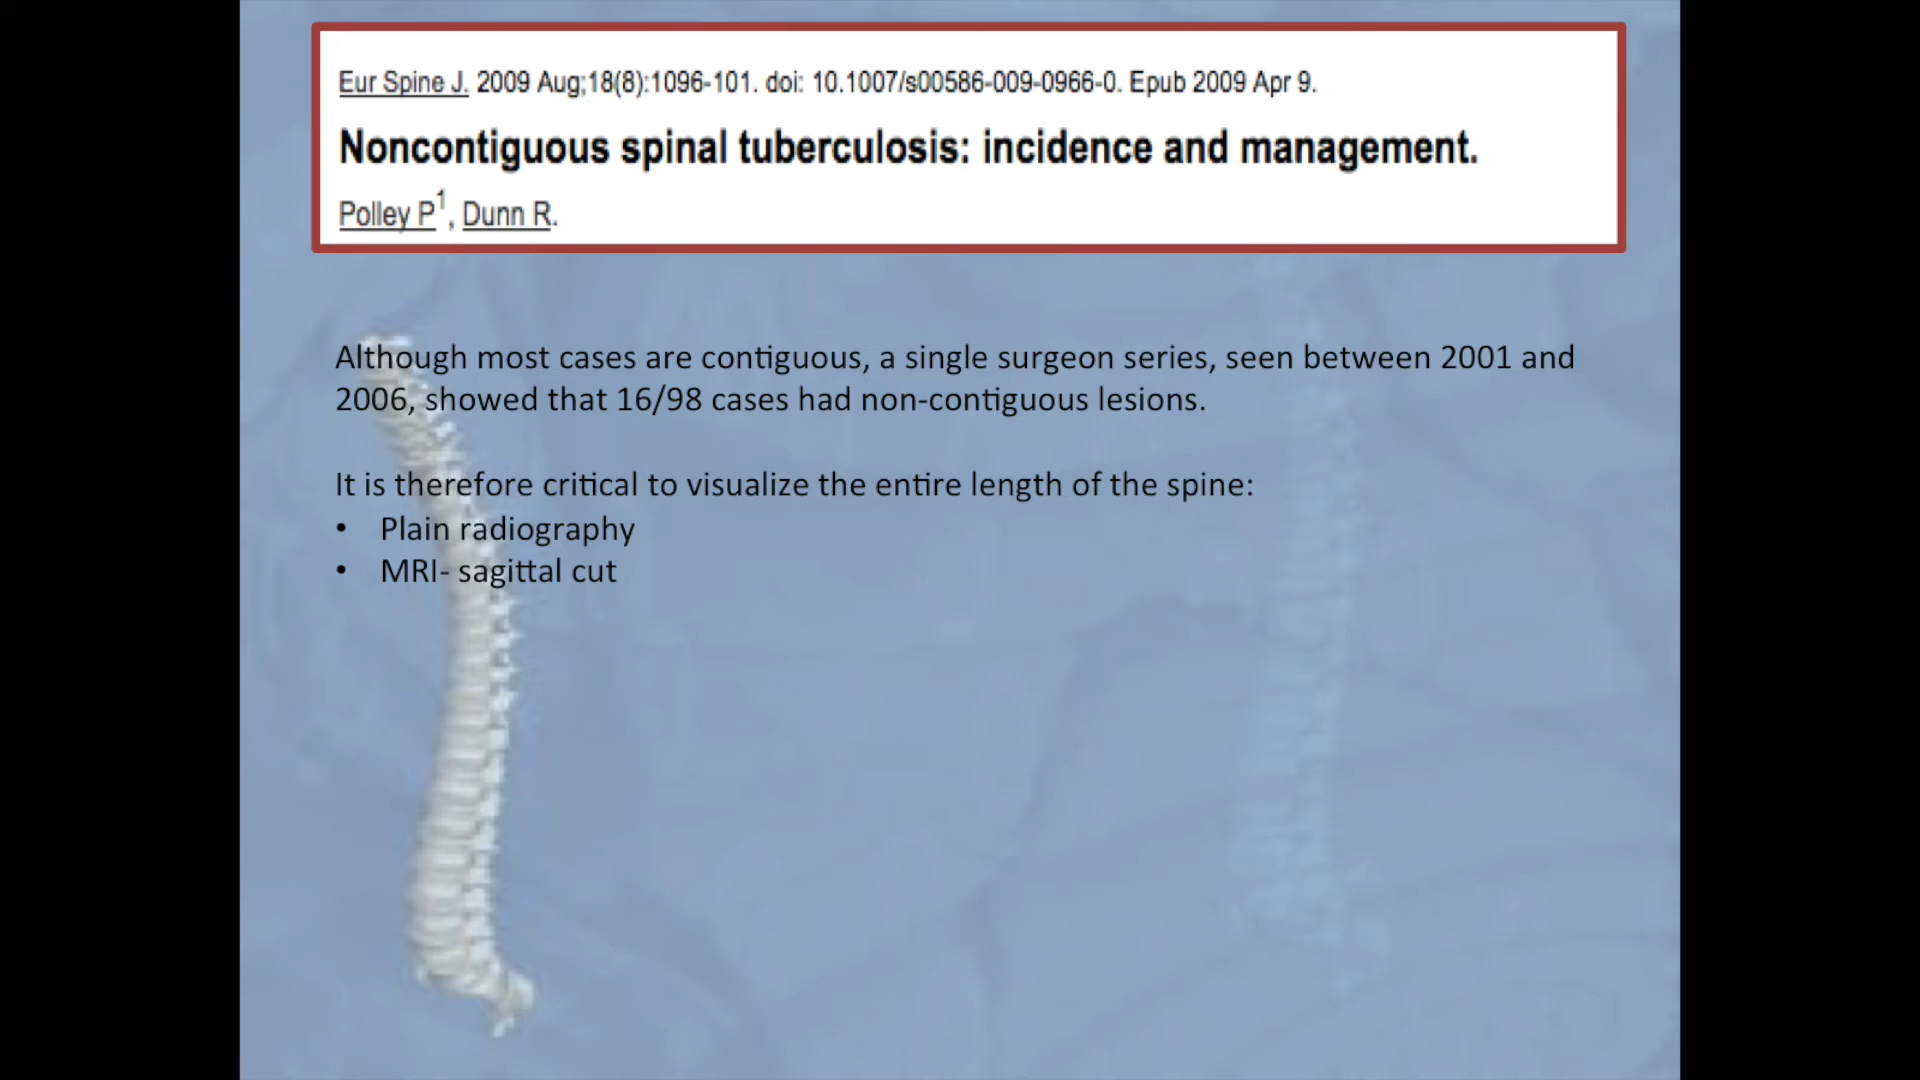 Eur Spine J. 2009 Aug;18(8):1096-101. doi: 10.1007/s00586-009-0966-0. Epub 2009 Apr 9.
Noncontiguous spinal tuberculosis: incidence and management.
Polley P1, Dunn R.
Although most cases are contiguous, a single surgeon series, seen between 2001 and
2006, showed that 16/98 cases had non-contiguous lesions.
It is therefore critical to visualize the entire length of the spine:
• Plain radiography
• MRI- sagittal cut